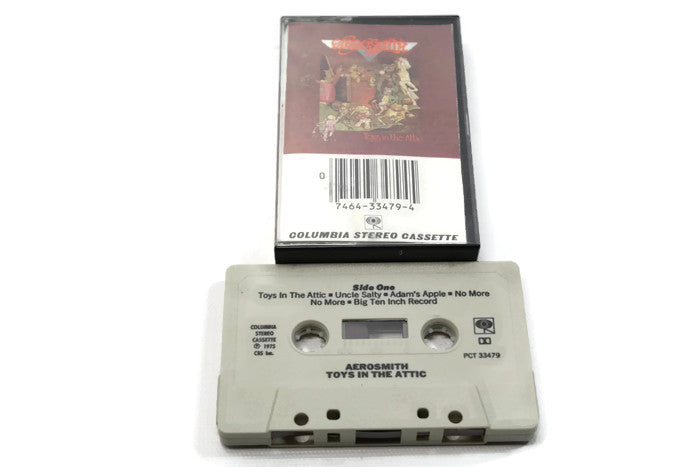 AEROSMITH
Toys in the Attic
0
7464-33479-4
COLUMBIA STEREO CASSETTE
Side One
Toys In The Attic ■ Uncle Salty ■ Adam's Apple ■ No More
No More ■ Big Ten Inch Record
COLUMBIA
STEREO
CASSETTE
℗ 1975
CBS Inc.
PCT 33479
AEROSMITH
TOYS IN THE ATTIC